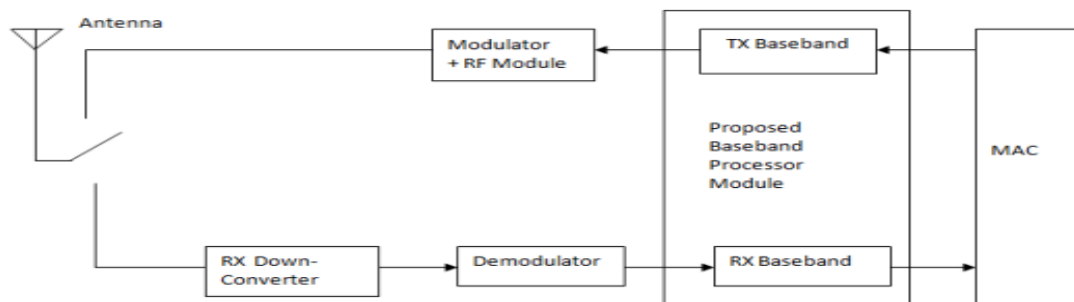 Antenna
Modulator
+ RF Module
TX Baseband
Proposed
Baseband
Processor
Module
MAC
RX Down-
Converter
Demodulator
RX Baseband